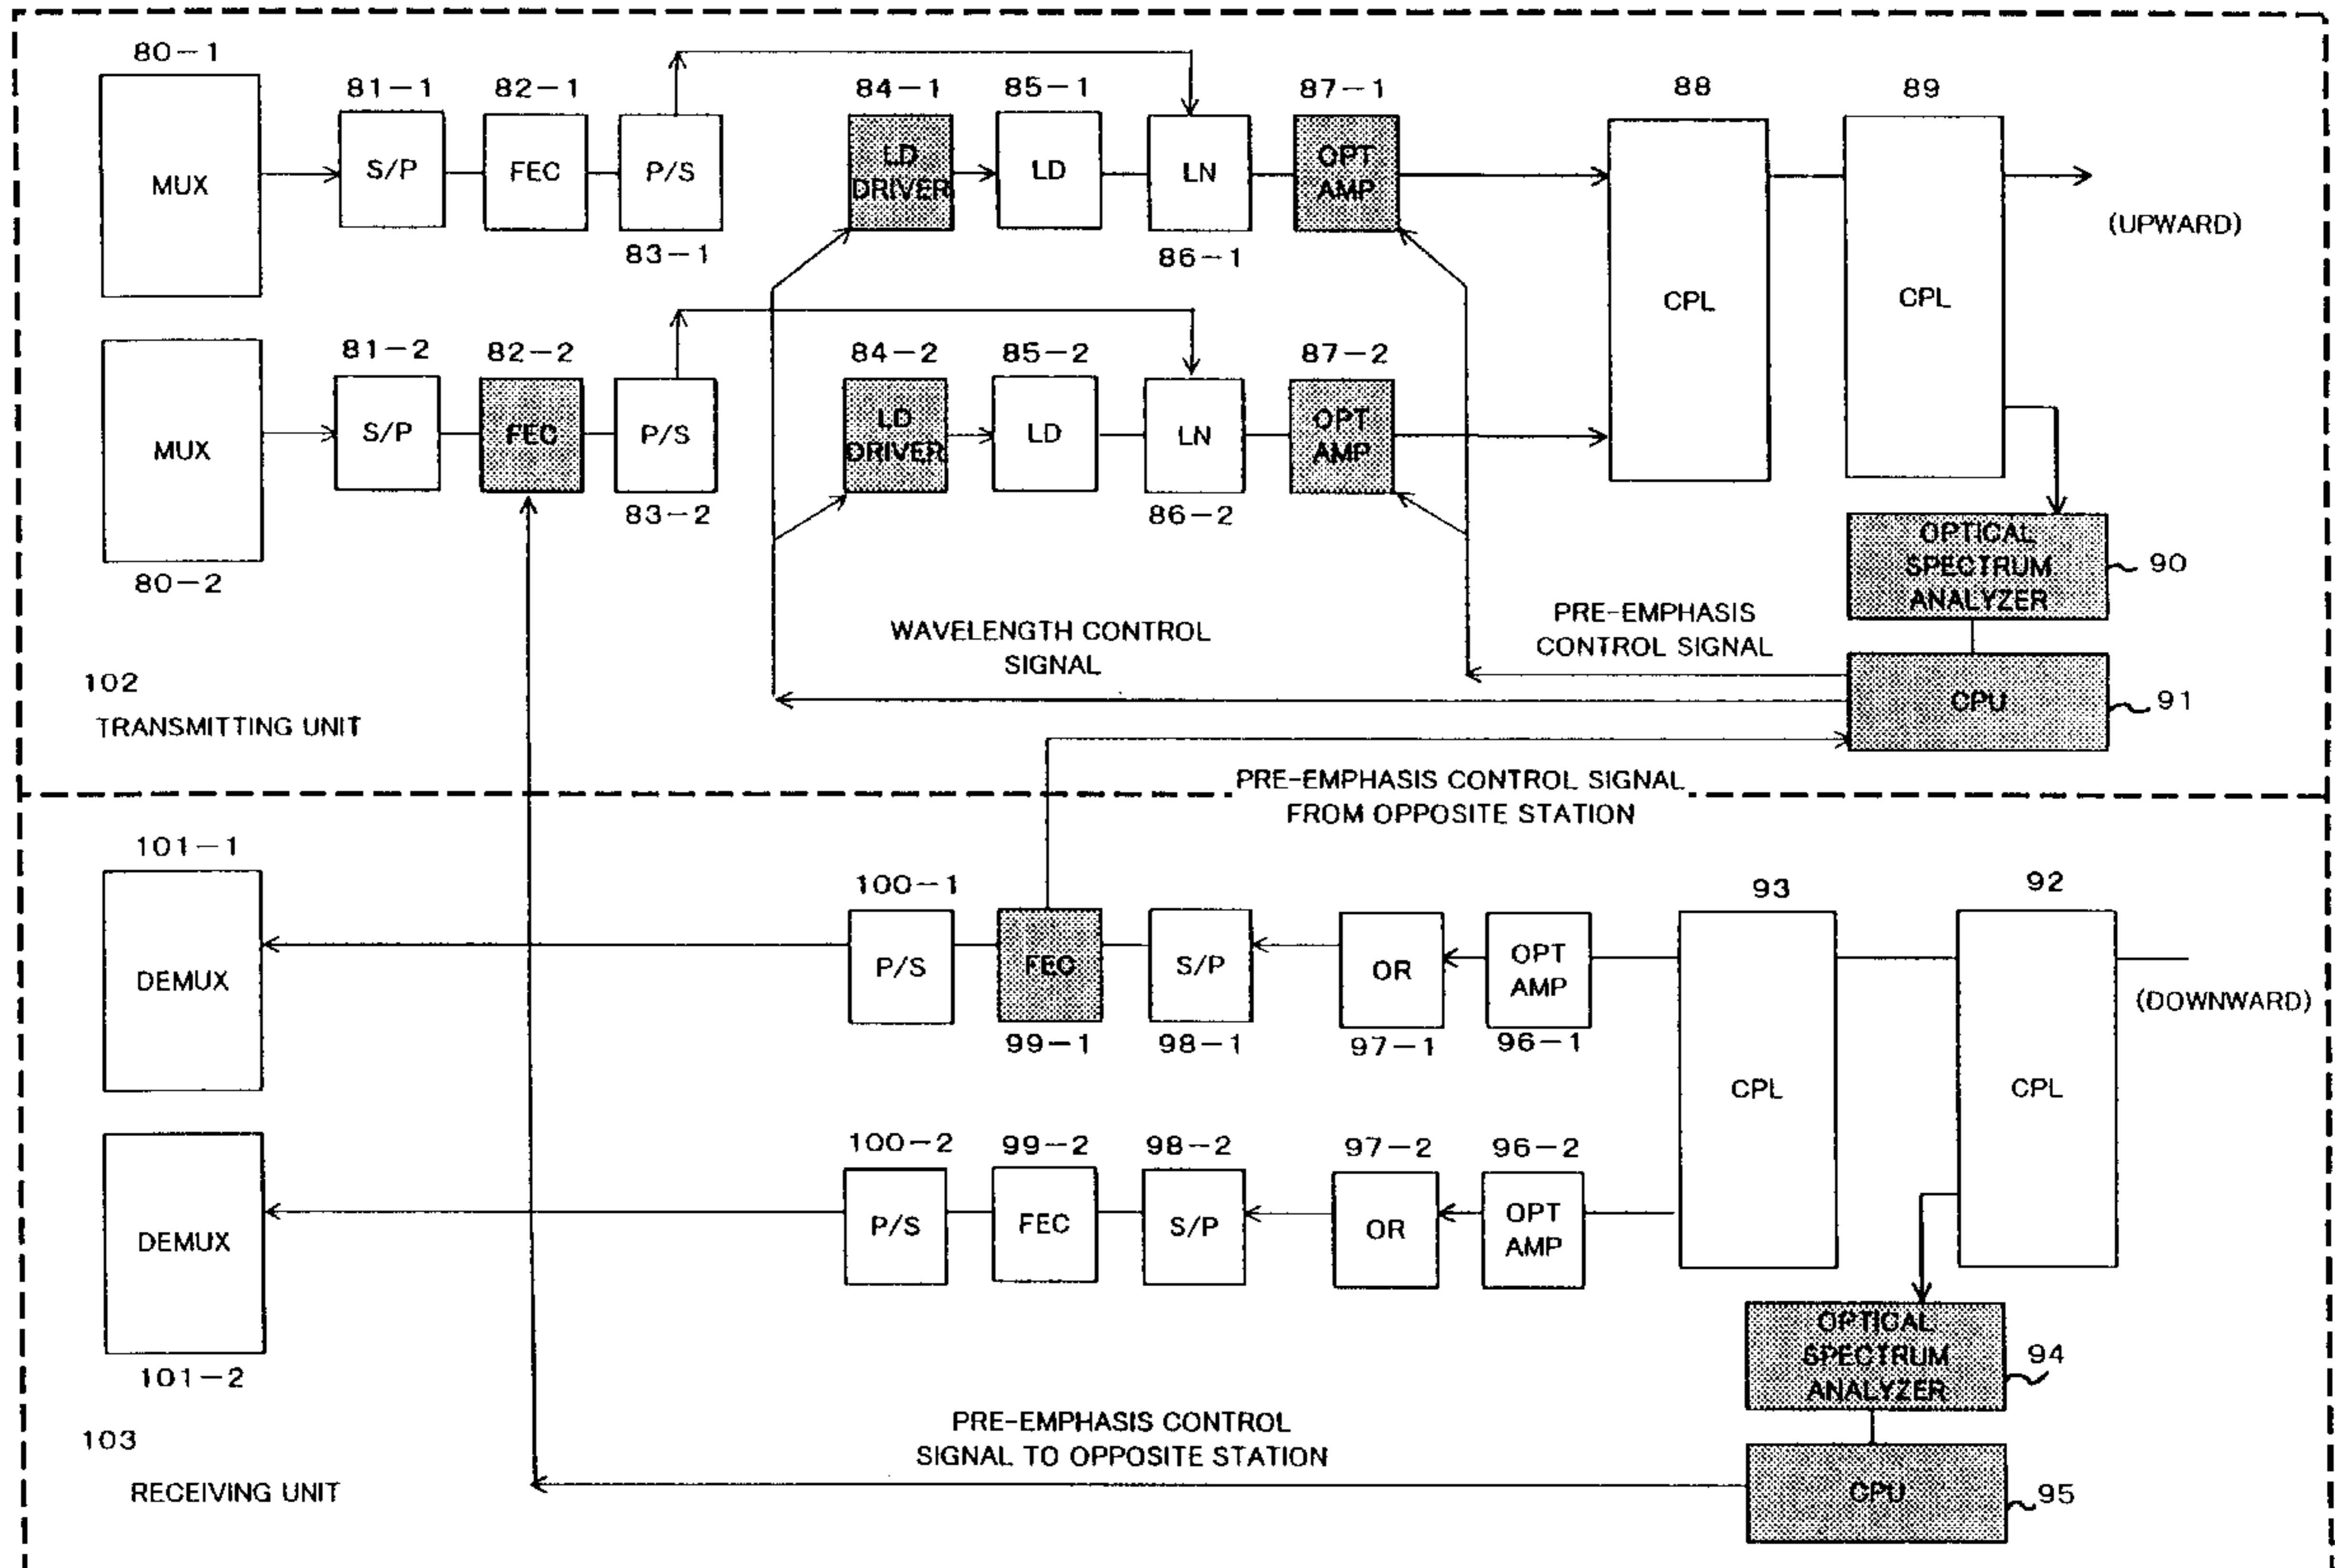 80-1
81-1
82-1
84-1
85-1
87-1
88
89
MUX
S/P
FEC
P/S
LD
DRIVER
LD
LN
OPT
AMP
CPL
CPL
(UPWARD)
83-1
86-1
81-2
82-2
84-2
85-2
87-2
MUX
S/P
FEC
P/S
LD
DRIVER
LD
LN
OPT
AMP
80-2
83-2
86-2
OPTICAL
SPECTRUM
ANALYZER
90
WAVELENGTH CONTROL
SIGNAL
PRE-EMPHASIS
CONTROL SIGNAL
CPU
91
102
TRANSMITTING UNIT
PRE-EMPHASIS CONTROL SIGNAL
FROM OPPOSITE STATION
101-1
100-1
93
92
DEMUX
P/S
FEC
S/P
OR
OPT
AMP
CPL
CPL
(DOWNWARD)
99-1
98-1
97-1
96-1
100-2
99-2
98-2
97-2
96-2
DEMUX
P/S
FEC
S/P
OR
OPT
AMP
101-2
OPTICAL
SPECTRUM
ANALYZER
94
PRE-EMPHASIS CONTROL
SIGNAL TO OPPOSITE STATION
CPU
95
103
RECEIVING UNIT